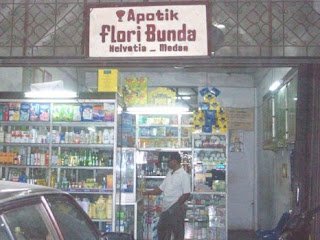 Apotik
Flori Bunda
Helvetia _ Medan